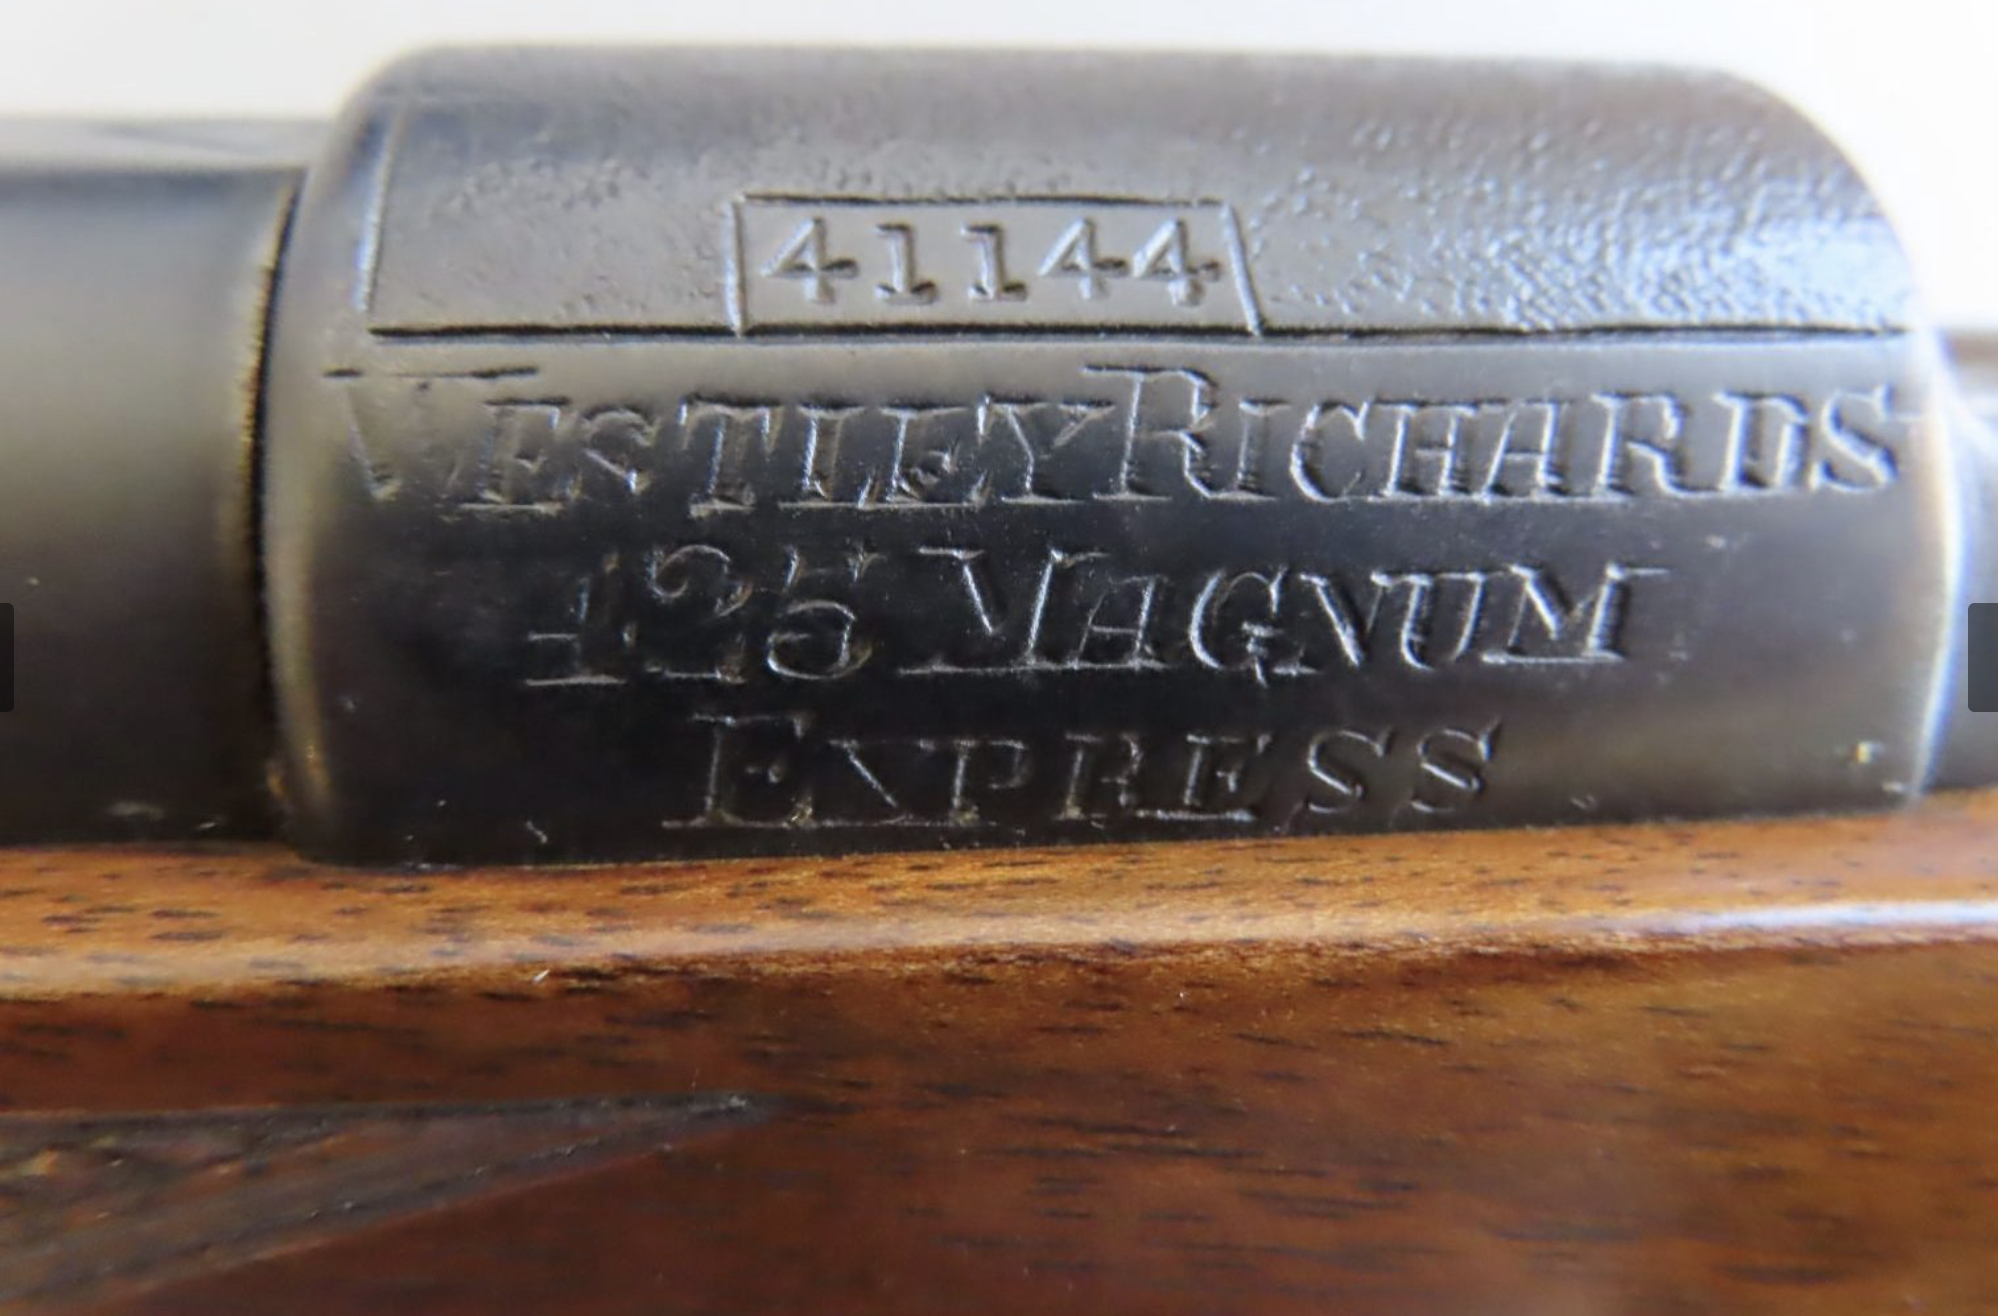 41144
WESTLEY RICHARDS
425 MAGNUM
EXPRESS